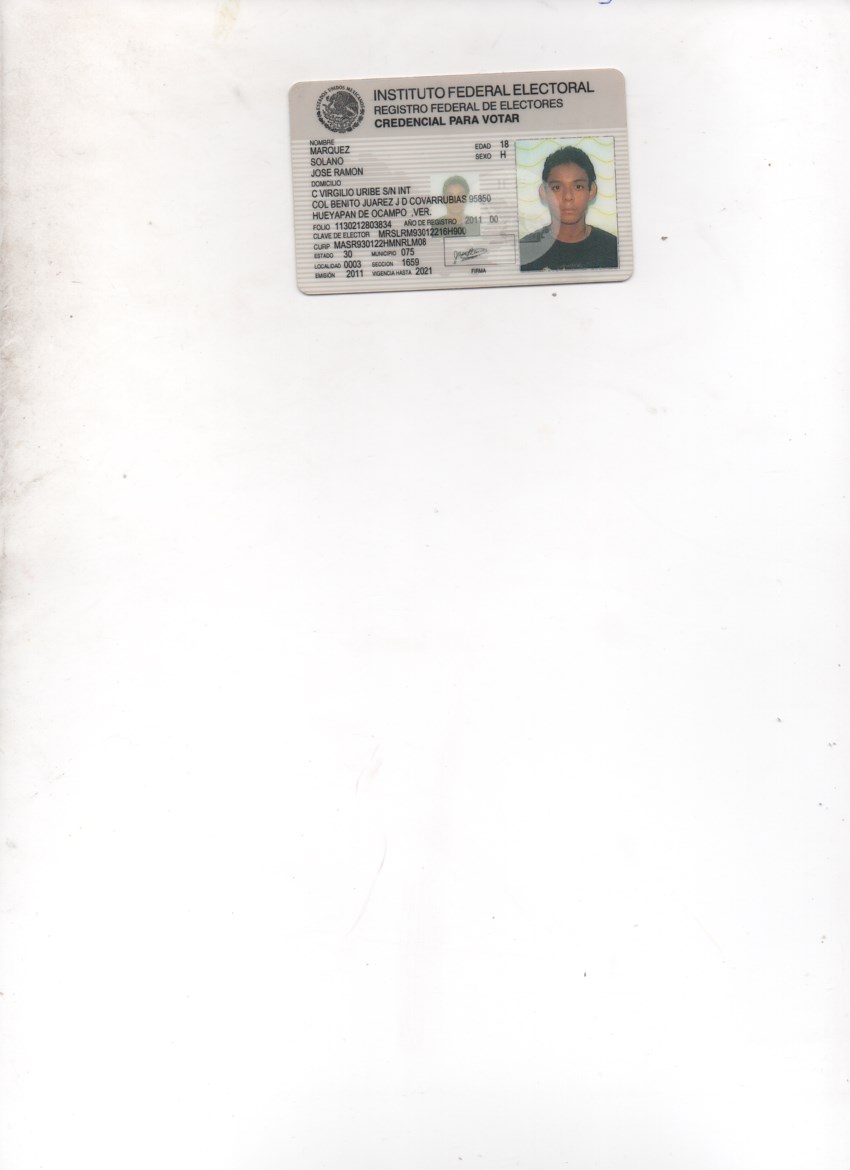 INSTITUTO FEDERAL ELECTORAL
REGISTRO FEDERAL DE ELECTORES
CREDENCIAL PARA VOTAR
NOMBRE
MARQUEZ
SOLANO
JOSE RAMON
EDAD 18
SEXO H
DOMICILIO
C VIRGILIO URIBE S/N INT
COL BENITO JUAREZ J D COVARRUBIAS 95850
HUEYAPAN DE OCAMPO ,VER.
FOLIO 1130212803834 AÑO DE REGISTRO 2011 00
CLAVE DE ELECTOR MRSLRM93012216H900
CURP MASR930122HMNRLM08
ESTADO 30 MUNICIPIO 075
LOCALIDAD 0003 SECCION 1659
EMISIÓN 2011 VIGENCIA HASTA 2021
FIRMA